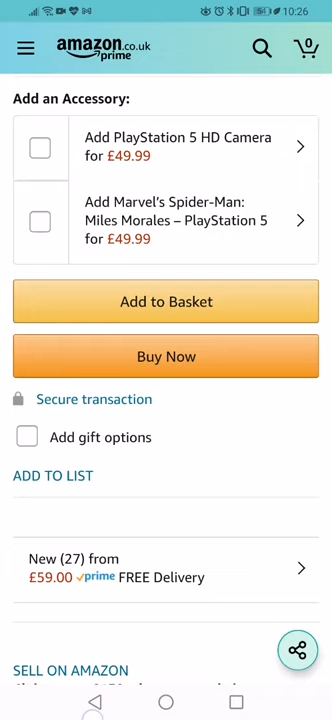 10:26
amazon.co.uk
prime
0
Add an Accessory:
Add PlayStation 5 HD Camera
for £49.99
Add Marvel's Spider-Man:
Miles Morales – PlayStation 5
for £49.99
Add to Basket
Buy Now
Secure transaction
Add gift options
ADD TO LIST
New (27) from
£59.00 prime FREE Delivery
SELL ON AMAZON